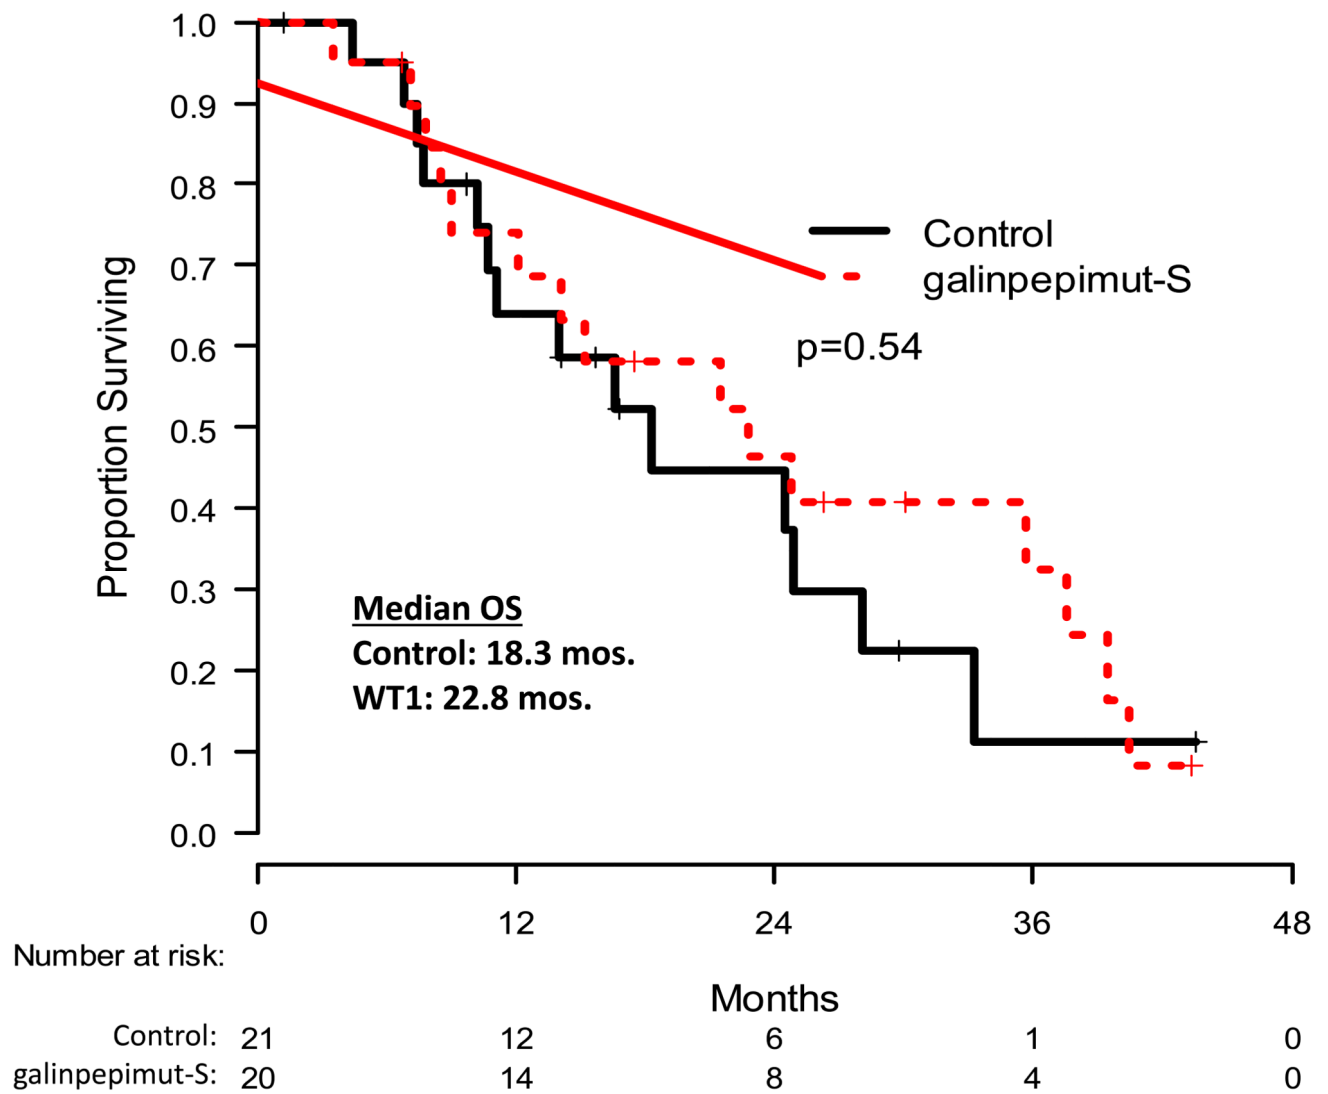 1.0
0.9
0.8
0.7
0.6
0.5
0.4
0.3
0.2
0.1
0.0
Proportion Surviving
Control
galinpepimut-S
p=0.54
Median OS
Control: 18.3 mos.
WT1: 22.8 mos.
0 12 24 36 48
Number at risk:
Months
Control: 21 12 6 1 0
galinpepimut-S: 20 14 8 4 0